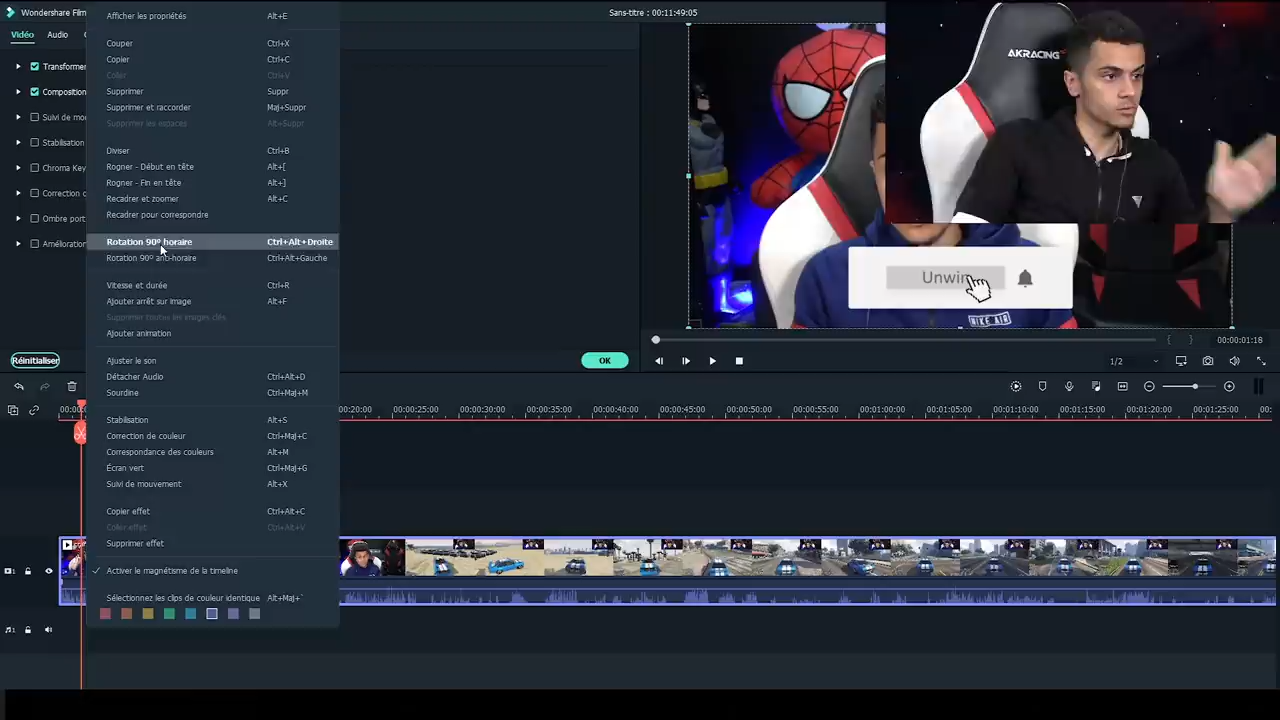 Wondershare Film
Sans-titre : 00:11:49:05
Vidéo
Audio
Transforme
Composition
Suivi de mo
Stabilisation
Chroma Key
Correction c
Ombre port
Amélioration
Réinitialiser
OK
Afficher les propriétés Alt+E
Couper Ctrl+X
Copier Ctrl+C
Coller Ctrl+V
Supprimer Suppr
Supprimer et raccorder Maj+Suppr
Supprimer les espaces Alt+Suppr
Diviser Ctrl+B
Rogner - Début en tête Alt+[
Rogner - Fin en tête Alt+]
Recadrer et zoomer Alt+C
Recadrer pour correspondre
Rotation 90º horaire Ctrl+Alt+Droite
Rotation 90º anti-horaire Ctrl+Alt+Gauche
Vitesse et durée Ctrl+R
Ajouter arrêt sur image Alt+F
Supprimer toutes les images clés
Ajouter animation
Ajuster le son
Détacher Audio Ctrl+Alt+D
Sourdine Ctrl+Maj+M
Stabilisation Alt+S
Correction de couleur Ctrl+Maj+C
Correspondance des couleurs Alt+M
Écran vert Ctrl+Maj+G
Suivi de mouvement Alt+X
Copier effet Ctrl+Alt+C
Coller effet Ctrl+Alt+V
Supprimer effet
Activer le magnétisme de la timeline
Sélectionnez les clips de couleur identique Alt+Maj+`
AKRACING
Unwin
NIKE AIR
00:00:01:18
1/2
00:00:20:00 00:00:25:00 00:00:30:00 00:00:35:00 00:00:40:00 00:00:45:00 00:00:50:00 00:00:55:00 00:01:00:00 00:01:05:00 00:01:10:00 00:01:15:00 00:01:20:00 00:01:25:00
1
1